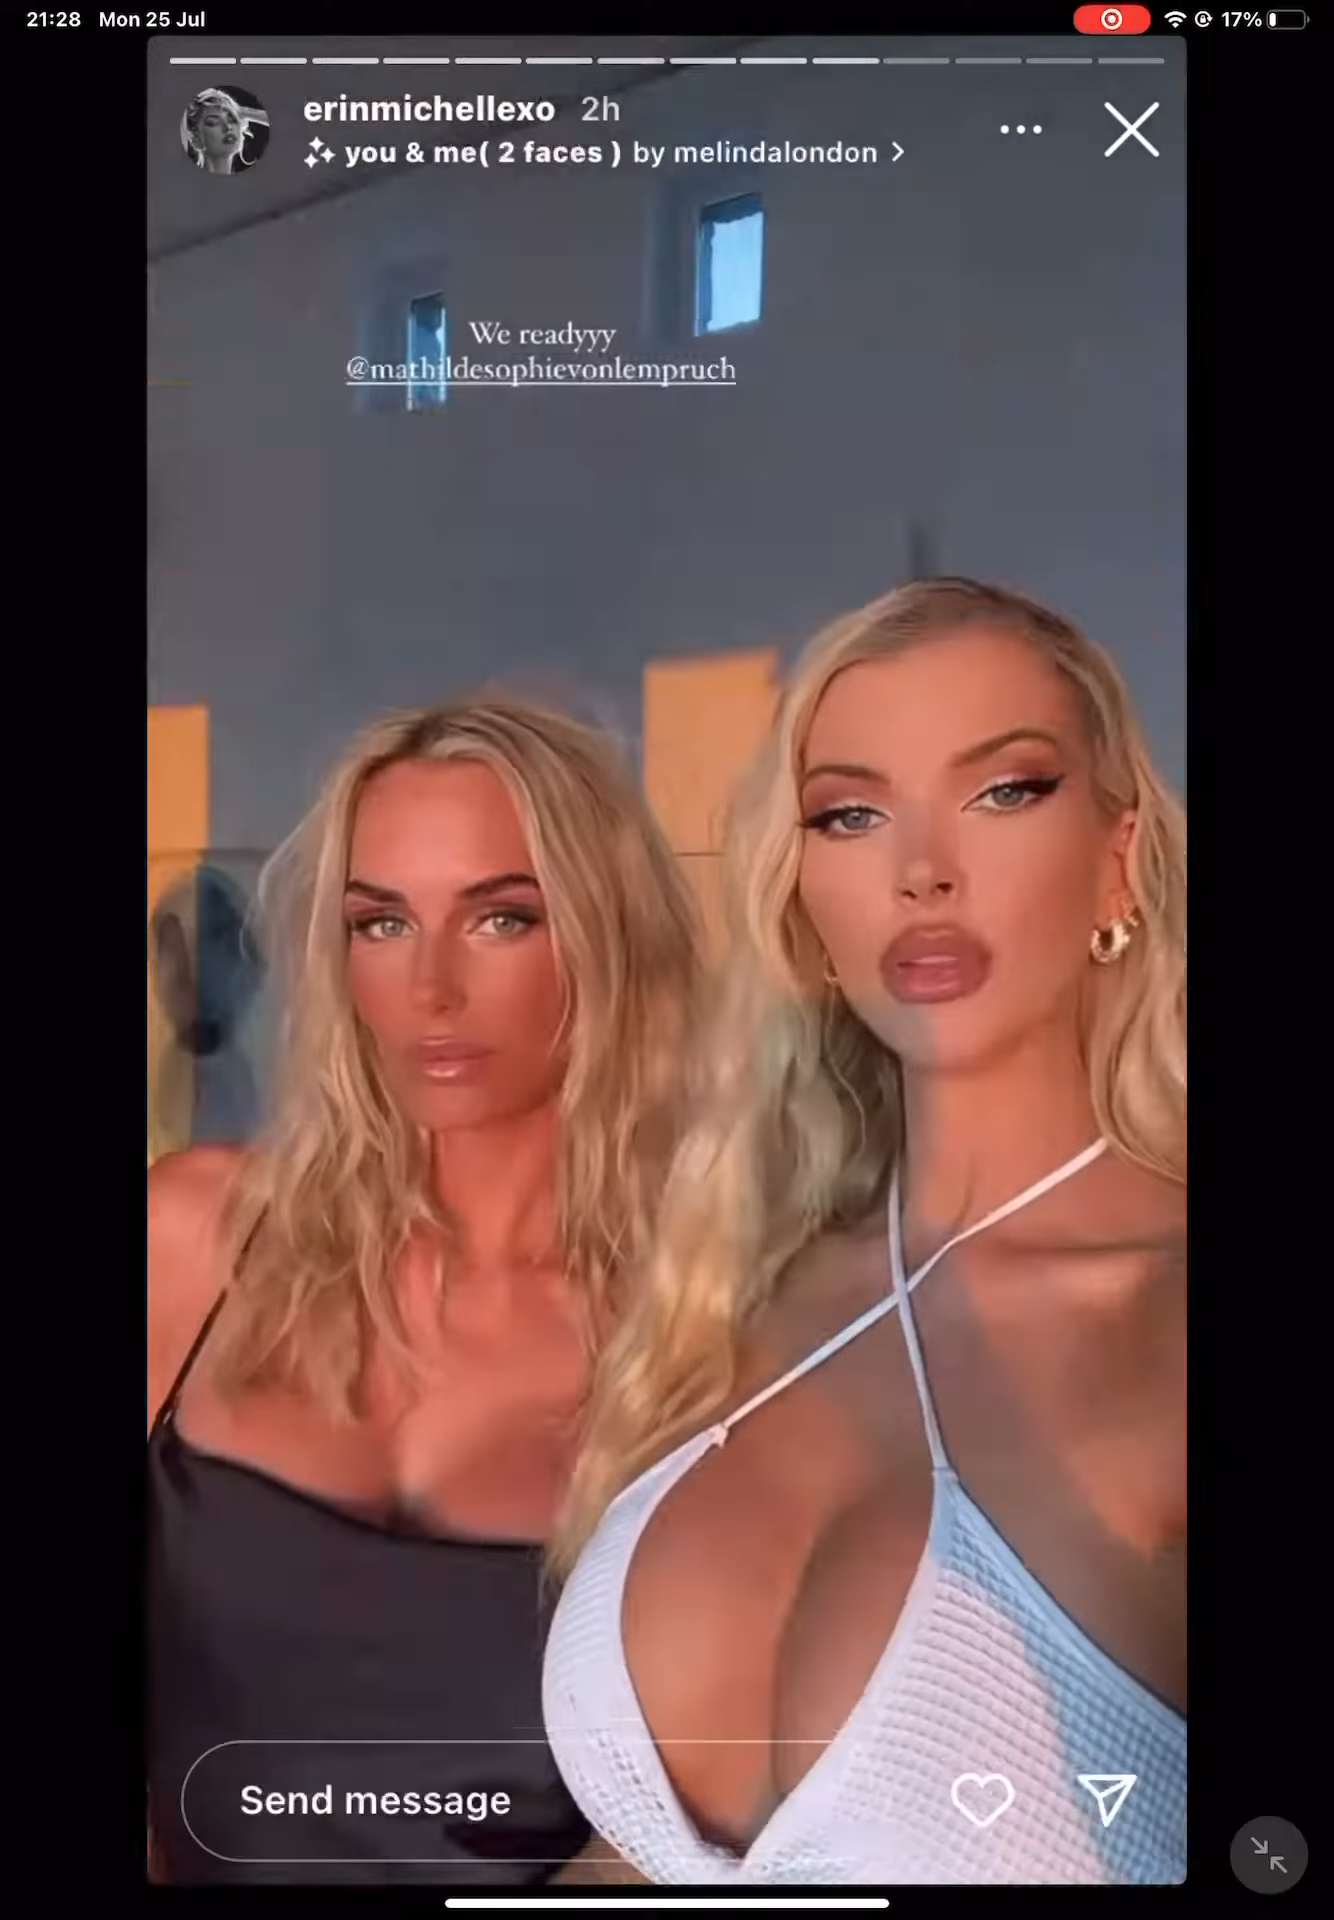 21:28 Mon 25 Jul
17%
erinmichellexo 2h
you & me( 2 faces ) by melindalondon >
We readyyy
@mathildesophievonlempruch
Send message